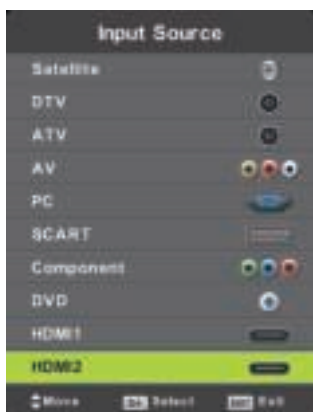 Input Source
Satellite
DTV
ATV
AV
PC
SCART
Component
DVD
HDMI1
HDMI2
Move Select Exit